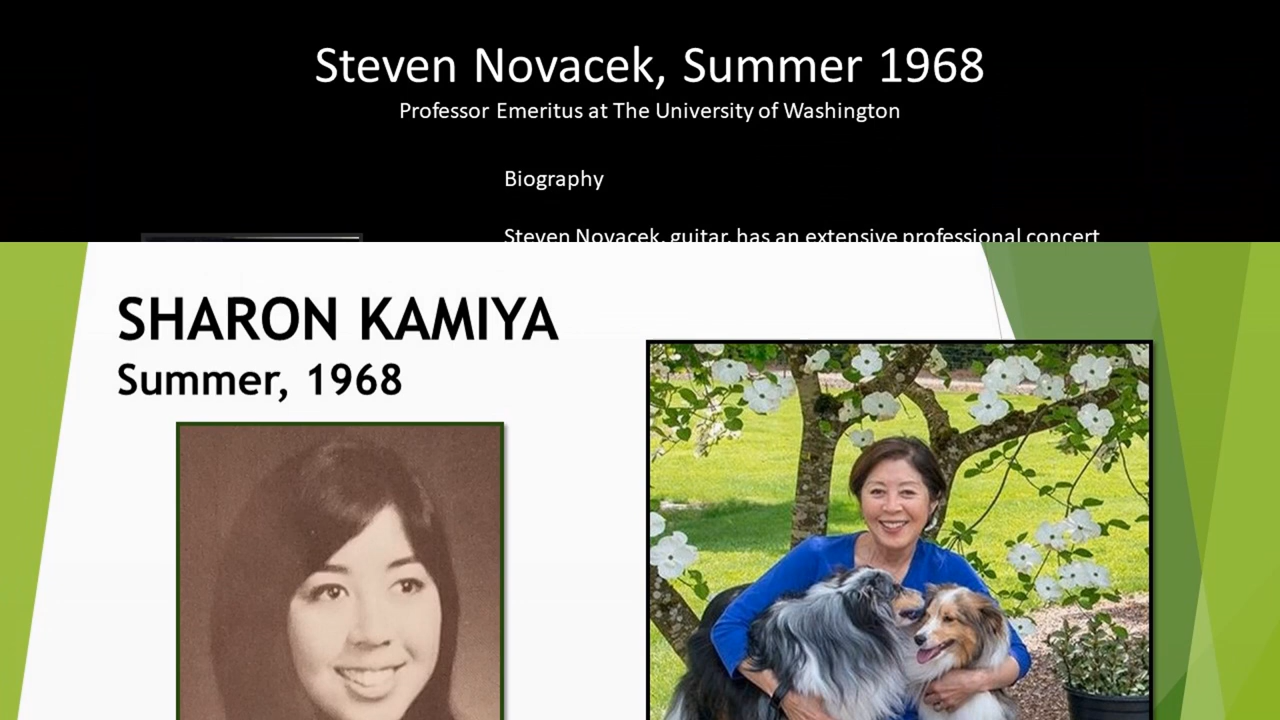 Steven Novacek, Summer 1968
Professor Emeritus at The University of Washington
Biography
Steven Novacek, guitar, has an extensive professional concert
SHARON KAMIYA
Summer, 1968